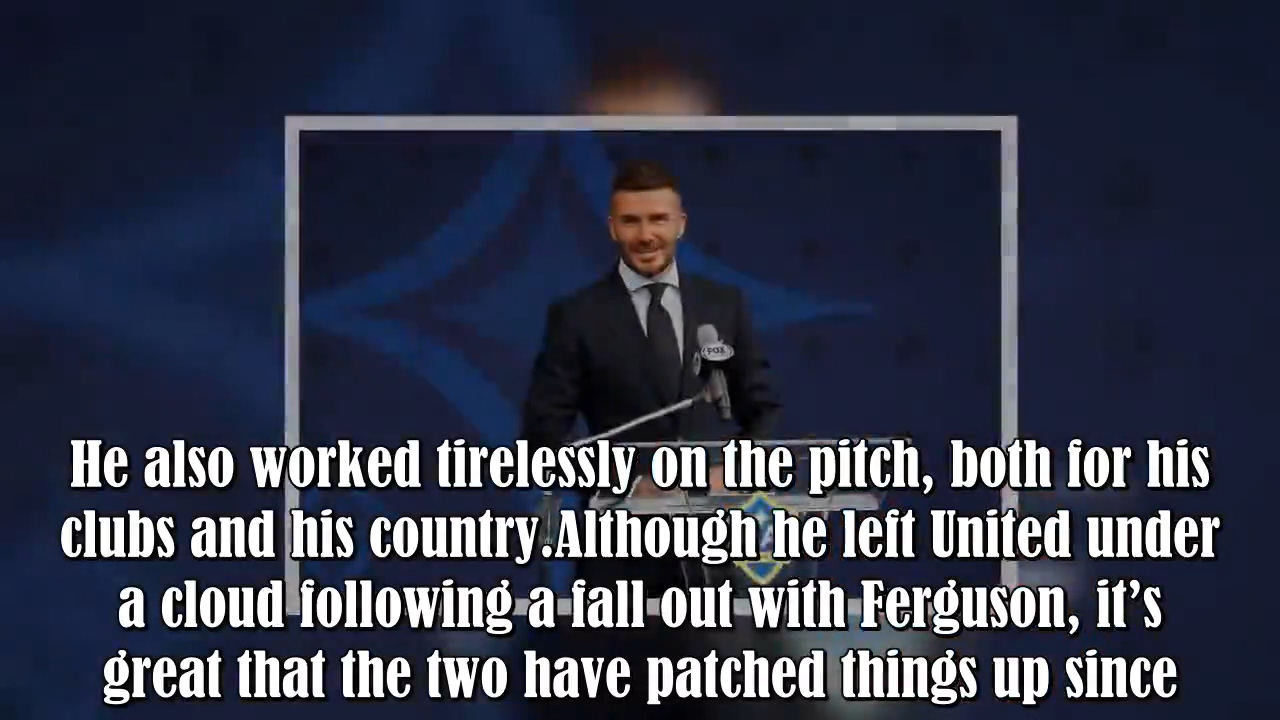 FOX
He also worked tirelessly on the pitch, both for his
clubs and his country.Although he left United under
a cloud following a fall out with Ferguson, it’s
great that the two have patched things up since